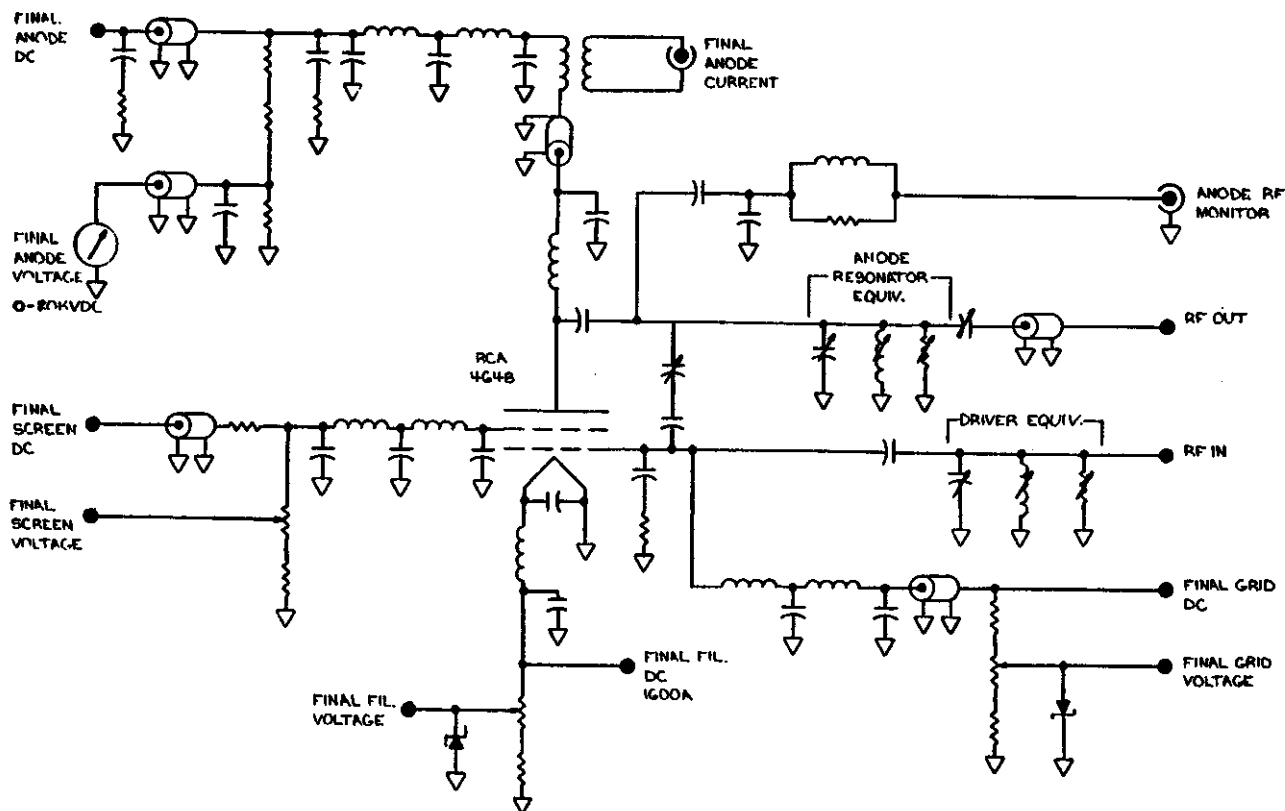 FINAL.
ANODE
DC
FINAL
ANODE
CURRENT
FINAL
ANODE
VOLTAGE
0-20KVDC
ANODE RF
MONITOR
ANODE
RESONATOR
EQUIV.
RF OUT
RCA
4648
FINAL
SCREEN
DC
DRIVER EQUIV.
RF IN
FINAL
SCREEN
VOLTAGE
FINAL GRID
DC
FINAL FIL.
DC
1600A
FINAL GRID
VOLTAGE
FINAL FIL.
VOLTAGE